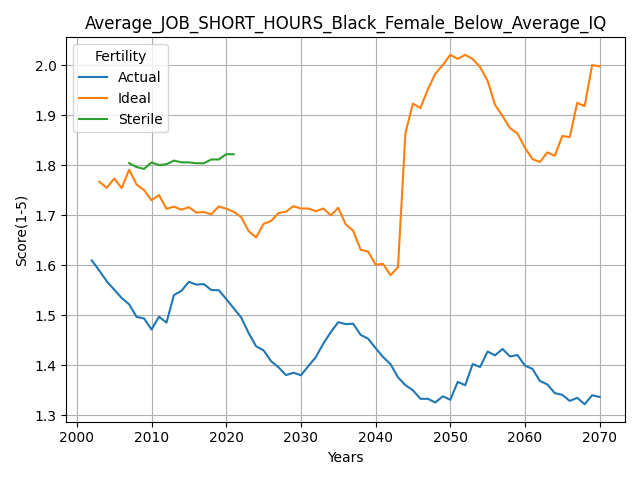 Average_JOB_SHORT_HOURS_Black_Female_Below_Average_IQ
Fertility
Actual
Ideal
Sterile
Score(1-5)
2.0
1.9
1.8
1.7
1.6
1.5
1.4
1.3
2000 2010 2020 2030 2040 2050 2060 2070
Years